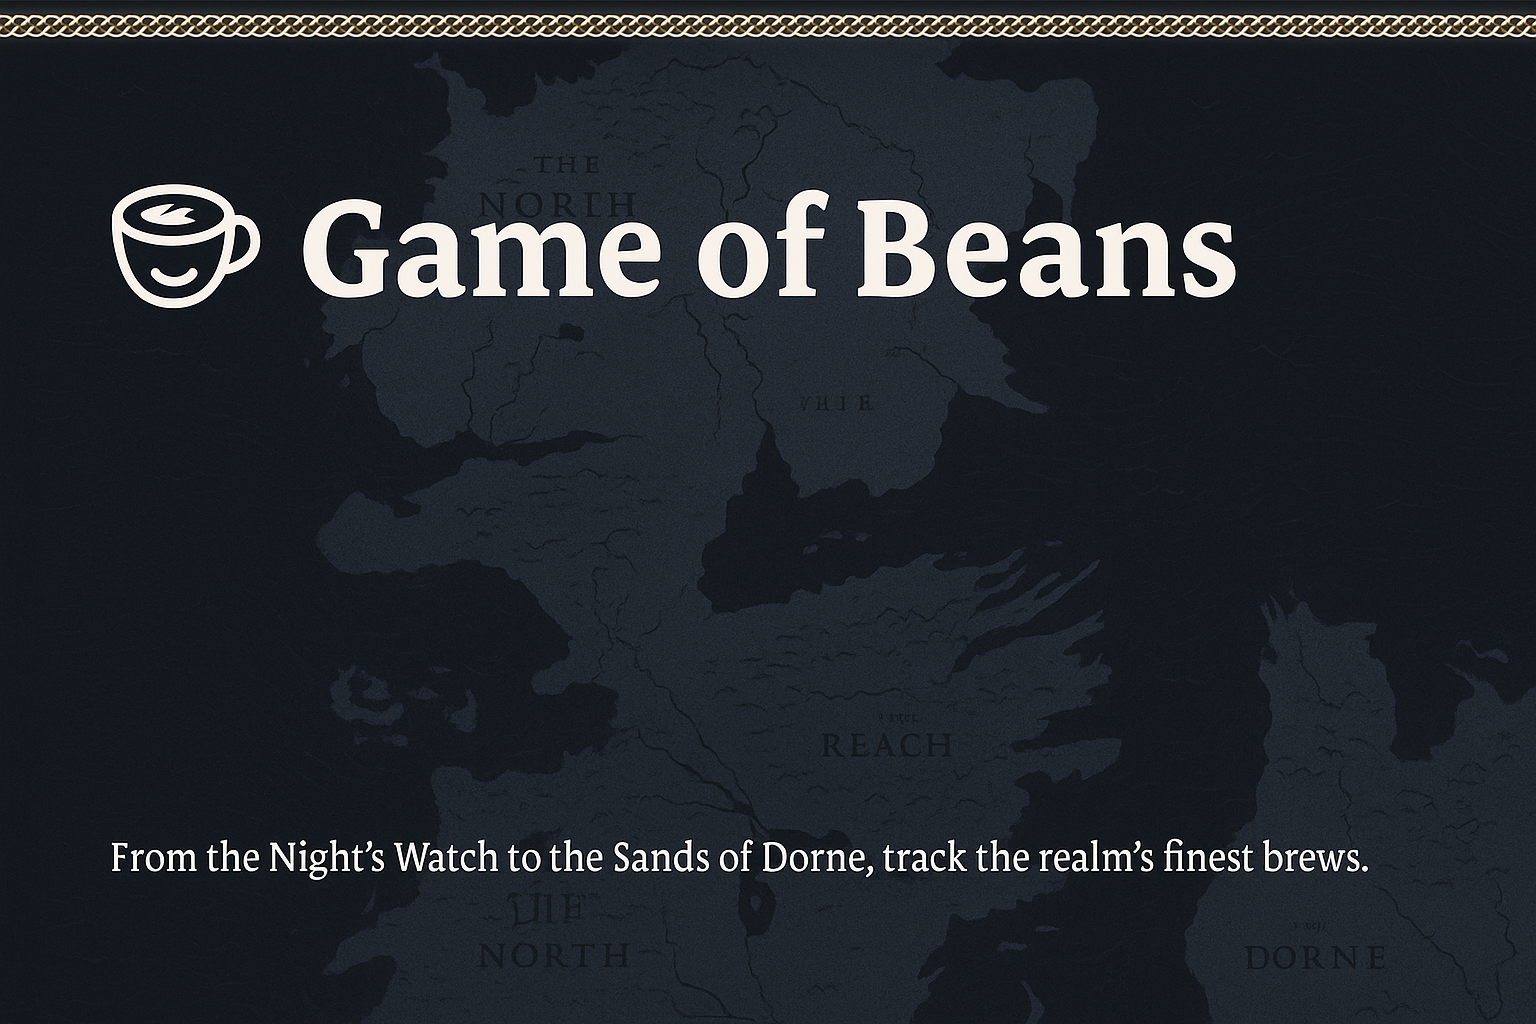 THE
NORTH
Game of Beans
REACH
From the Night’s Watch to the Sands of Dorne, track the realm’s finest brews.
NORTH
DORNE